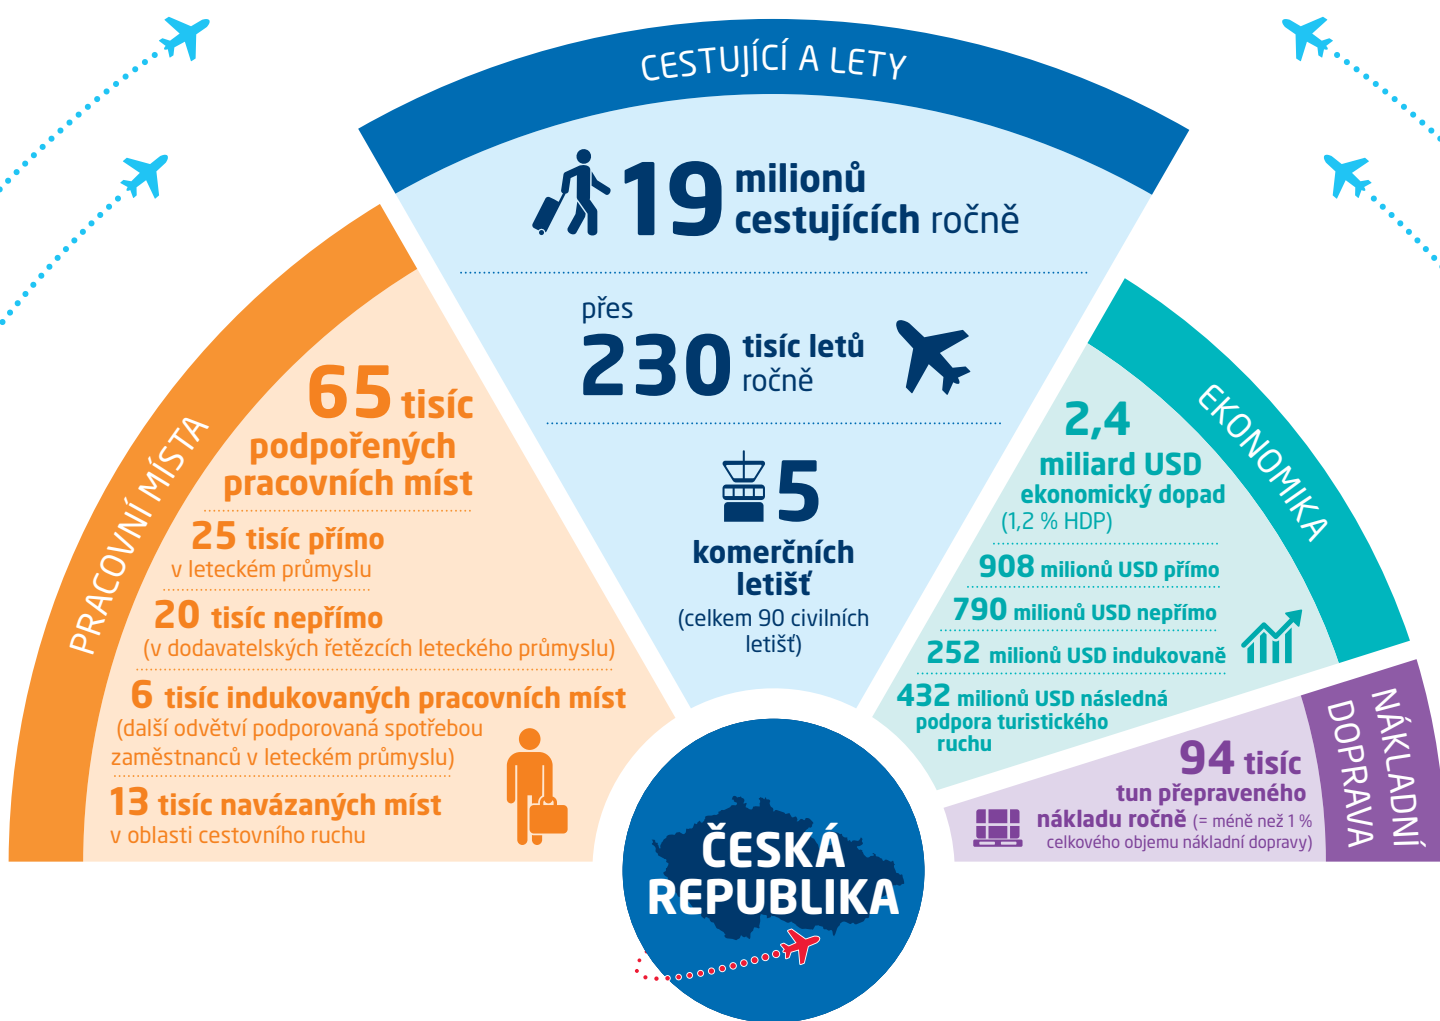 CESTUJÍCÍ A LETY
19 milionů
cestujících ročně
přes
230 tisíc letů
ročně
5
komerčních
letišť
(celkem 90 civilních
letišť)
PRACOVNÍ MÍSTA
65 tisíc
podpořených
pracovních míst
25 tisíc přímo
v leteckém průmyslu
20 tisíc nepřímo
(v dodavatelských řetězcích leteckého průmyslu)
6 tisíc indukovaných pracovních míst
(další odvětví podporovaná spotřebou
zaměstnanců v leteckém průmyslu)
13 tisíc navázaných míst
v oblasti cestovního ruchu
EKONOMIKA
2,4
miliard USD
ekonomický dopad
(1,2 % HDP)
908 milionů USD přímo
790 milionů USD nepřímo
252 milionů USD indukovaně
432 milionů USD následná
podpora turistického
ruchu
NÁKLADNÍ
DOPRAVA
94 tisíc
tun přepraveného
nákladu ročně (= méně než 1 %
celkového objemu nákladní dopravy)
ČESKÁ
REPUBLIKA